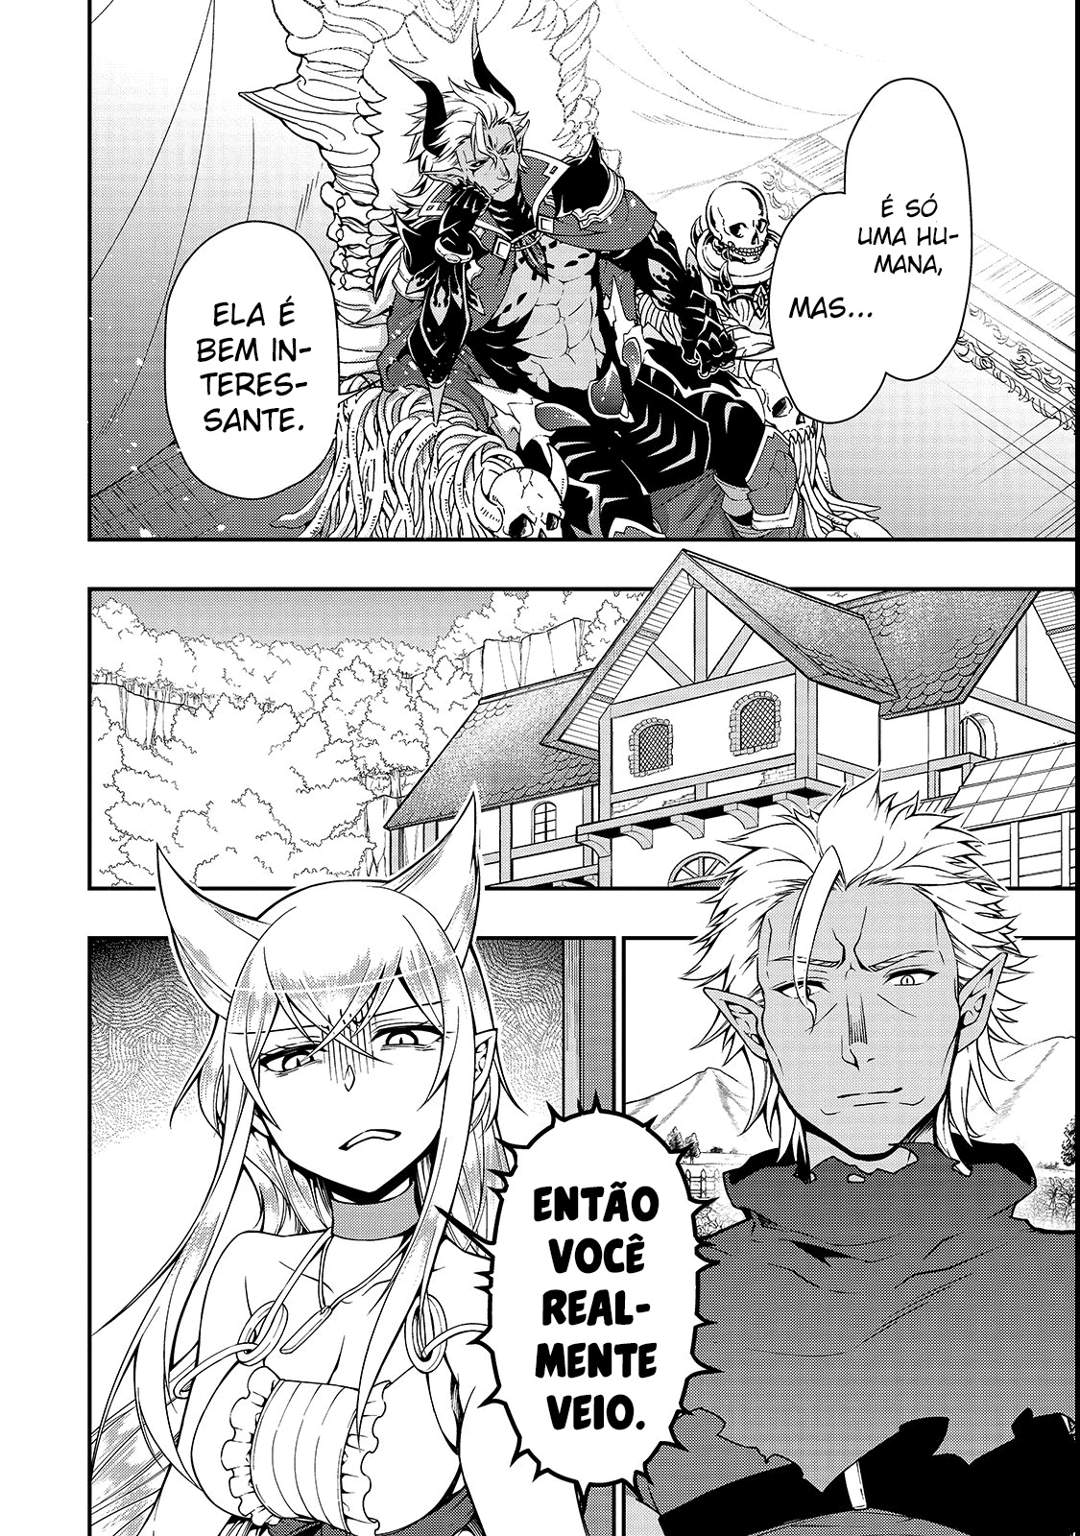 É SÓ
UMA HU-
MANA,
MAS...
ELA É
BEM IN-
TERES-
SANTE.
ENTÃO
VOCÊ
REAL-
MENTE
VEIO.